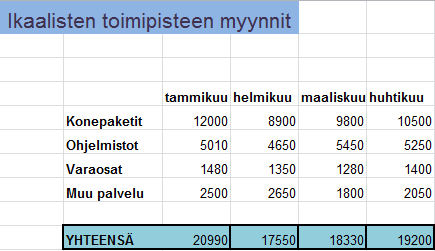 Ikaalisten toimipisteen myynnit
tammikuu helmikuu maaliskuu huhtikuu
Konepaketit 12000 8900 9800 10500
Ohjelmistot 5010 4650 5450 5250
Varaosat 1480 1350 1280 1400
Muu palvelu 2500 2650 1800 2050
YHTEENSÄ 20990 17550 18330 19200